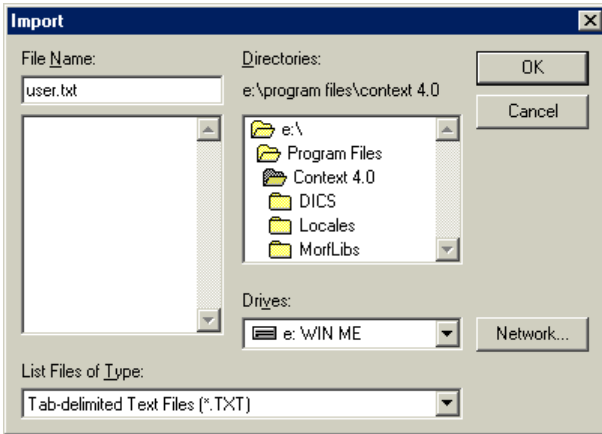 Import
File Name:
user.txt
Directories:
e:\program files\context 4.0
e:\
Program Files
Context 4.0
DICS
Locales
MorfLibs
OK
Cancel
Drives:
e: WIN ME
Network...
List Files of Type:
Tab-delimited Text Files (*.TXT)